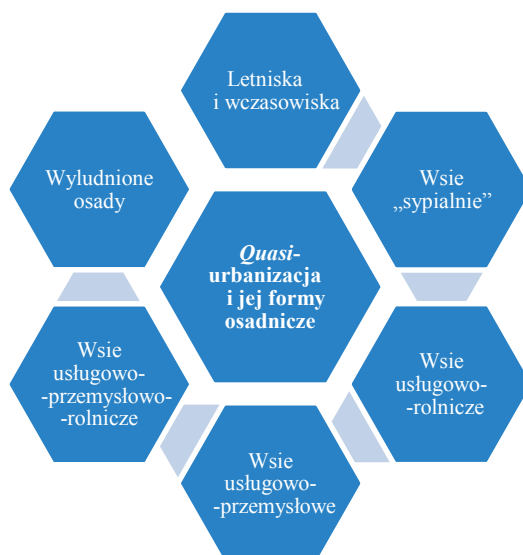 Letniska
i wczasowiska
Wsie
„sypialnie”
Wsie
usługowo-
-rolnicze
Wsie
usługowo-
-przemysłowe
Wsie
usługowo-
-przemysłowo-
-rolnicze
Wyludnione
osady
Quasi-
urbanizacja
i jej formy
osadnicze